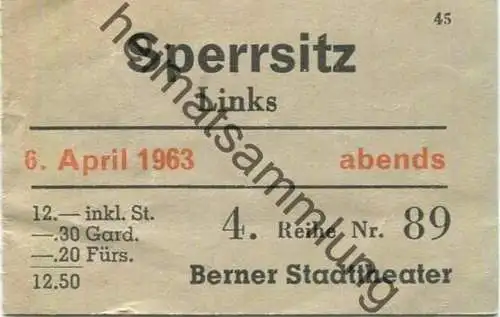 45
Sperrsitz
Links
6. April 1963 abends
12.— inkl. St.
—.30 Gard.
—.20 Fürs.
12.50
4. Reihe Nr. 89
Berner Stadttheater
heimatsammlung